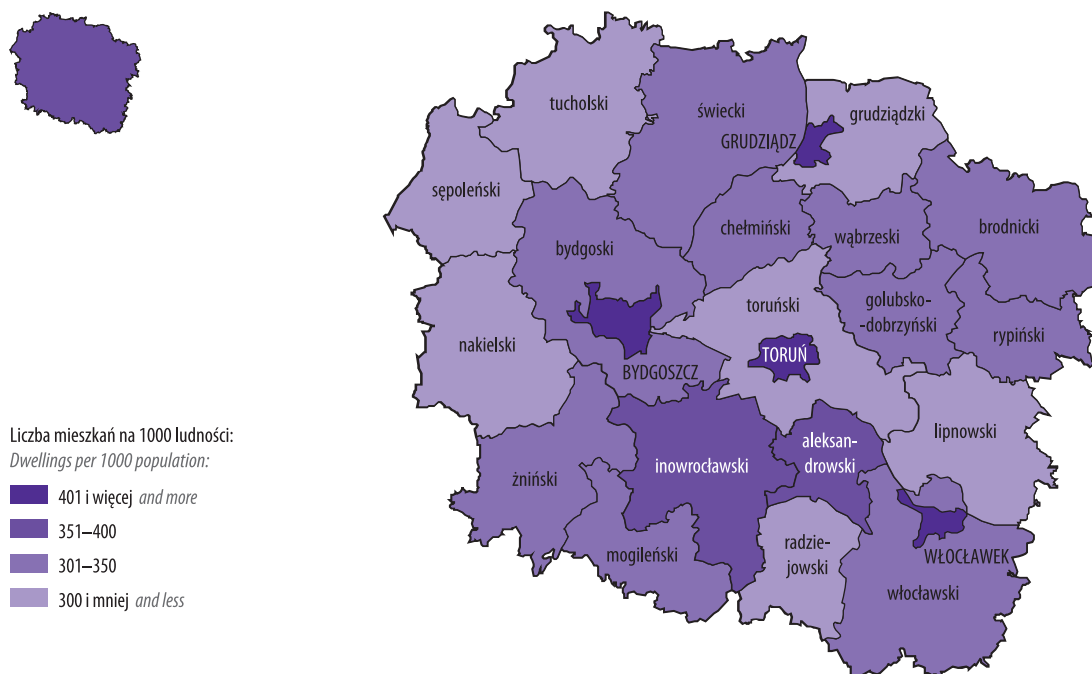 tucholski
świecki
GRUDZIĄDZ
grudziądzki
sępoleński
bydgoski
chełmiński
wąbrzeski
brodnicki
nakielski
toruński
golubsko-
-dobrzyński
rypiński
TORUŃ
BYDGOSZCZ
lipnowski
Liczba mieszkań na 1000 ludności:
Dwellings per 1000 population:
401 i więcej and more
351–400
301–350
300 i mniej and less
żniński
inowrocławski
aleksan-
drowski
mogileński
radzie-
jowski
WŁOCŁAWEK
włocławski